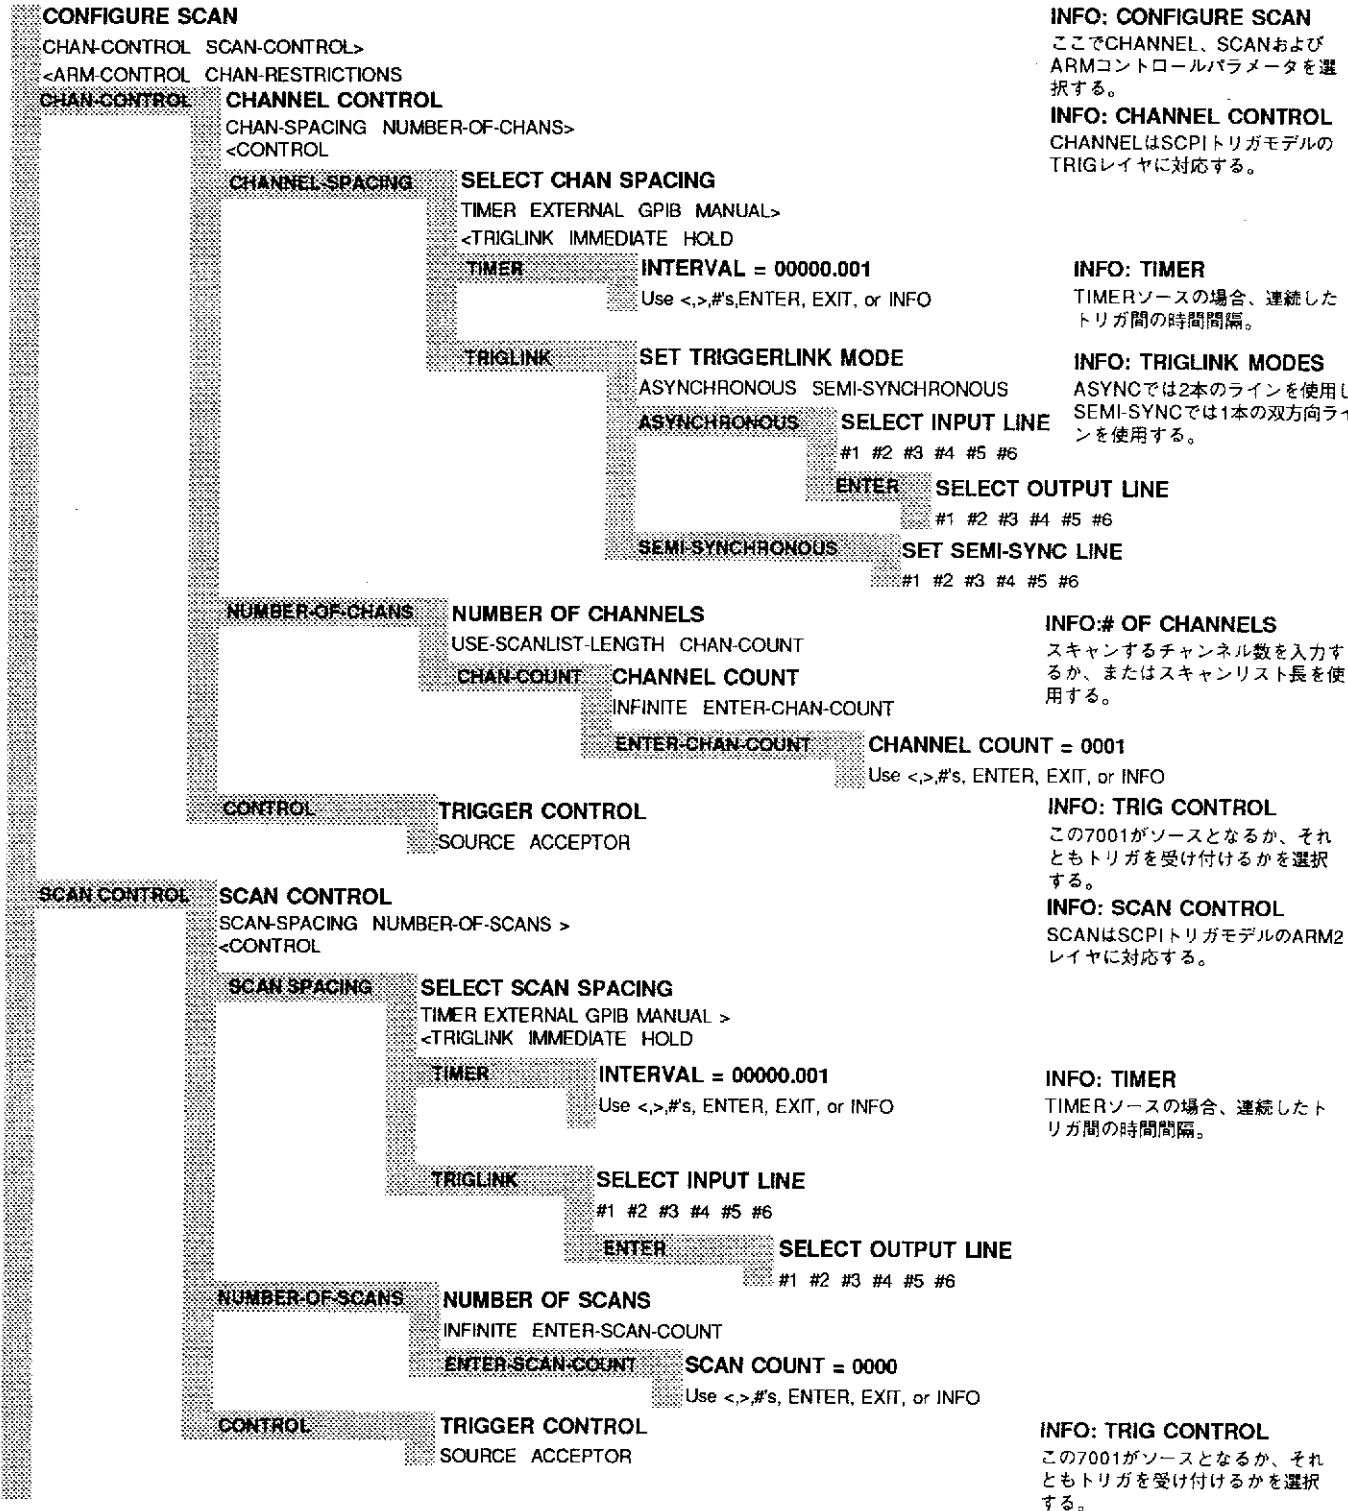 CONFIGURE SCAN
CHAN-CONTROL SCAN-CONTROL>
<ARM-CONTROL CHAN-RESTRICTIONS
INFO: CONFIGURE SCAN
ここでCHANNEL、SCANおよび
ARMコントロールパラメータを選
択する。
CHAN-CONTROL
CHANNEL CONTROL
CHAN-SPACING NUMBER-OF-CHANS>
<CONTROL
INFO: CHANNEL CONTROL
CHANNELはSCPIトリガモデルの
TRIGレイヤに対応する。
CHANNEL-SPACING
SELECT CHAN SPACING
TIMER EXTERNAL GPIB MANUAL>
<TRIGLINK IMMEDIATE HOLD
TIMER
INTERVAL = 00000.001
Use <,>,#'s,ENTER, EXIT, or INFO
INFO: TIMER
TIMERソースの場合、連続した
トリガ間の時間間隔。
TRIGLINK
SET TRIGGERLINK MODE
ASYNCHRONOUS SEMI-SYNCHRONOUS
INFO: TRIGLINK MODES
ASYNCでは2本のラインを使用し
SEMI-SYNCでは1本の双方向ライ
ンを使用する。
ASYNCHRONOUS
SELECT INPUT LINE
#1 #2 #3 #4 #5 #6
ENTER
SELECT OUTPUT LINE
#1 #2 #3 #4 #5 #6
SEMI-SYNCHRONOUS
SET SEMI-SYNC LINE
#1 #2 #3 #4 #5 #6
NUMBER-OF-CHANS
NUMBER OF CHANNELS
USE-SCANLIST-LENGTH CHAN-COUNT
INFO:# OF CHANNELS
スキャンするチャンネル数を入力す
るか、またはスキャンリスト長を使
用する。
CHAN-COUNT
CHANNEL COUNT
INFINITE ENTER-CHAN-COUNT
ENTER-CHAN-COUNT
CHANNEL COUNT = 0001
Use <,>,#'s, ENTER, EXIT, or INFO
CONTROL
TRIGGER CONTROL
SOURCE ACCEPTOR
INFO: TRIG CONTROL
この7001がソースとなるか、それ
ともトリガを受け付けるかを選択
する。
SCAN CONTROL
SCAN CONTROL
SCAN-SPACING NUMBER-OF-SCANS >
<CONTROL
INFO: SCAN CONTROL
SCANはSCPIトリガモデルのARM2
レイヤに対応する。
SCAN SPACING
SELECT SCAN SPACING
TIMER EXTERNAL GPIB MANUAL >
<TRIGLINK IMMEDIATE HOLD
TIMER
INTERVAL = 00000.001
Use <,>,#'s, ENTER, EXIT, or INFO
INFO: TIMER
TIMERソースの場合、連続したト
リガ間の時間間隔。
TRIGLINK
SELECT INPUT LINE
#1 #2 #3 #4 #5 #6
ENTER
SELECT OUTPUT LINE
#1 #2 #3 #4 #5 #6
NUMBER-OF-SCANS
NUMBER OF SCANS
INFINITE ENTER-SCAN-COUNT
ENTER-SCAN-COUNT
SCAN COUNT = 0000
Use <,>,#'s, ENTER, EXIT, or INFO
CONTROL
TRIGGER CONTROL
SOURCE ACCEPTOR
INFO: TRIG CONTROL
この7001がソースとなるか、それ
ともトリガを受け付けるかを選択
する。